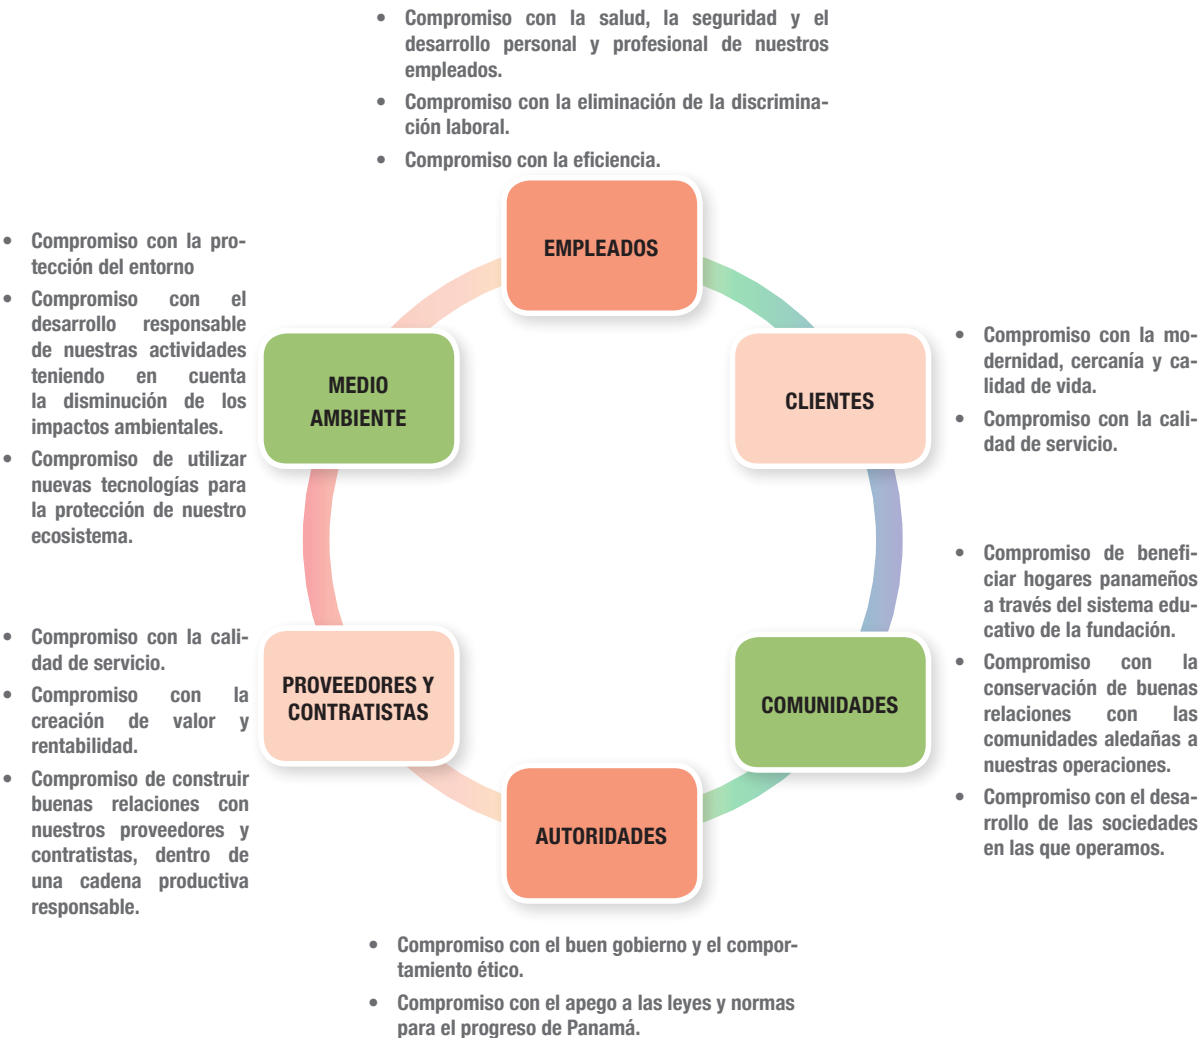 • Compromiso con la salud, la seguridad y el
desarrollo personal y profesional de nuestros
empleados.
• Compromiso con la eliminación de la discrimina-
ción laboral.
• Compromiso con la eficiencia.
EMPLEADOS
• Compromiso con la pro-
tección del entorno
• Compromiso con el
desarrollo responsable
de nuestras actividades
teniendo en cuenta
la disminución de los
impactos ambientales.
• Compromiso de utilizar
nuevas tecnologías para
la protección de nuestro
ecosistema.
MEDIO
AMBIENTE
CLIENTES
• Compromiso con la mo-
dernidad, cercanía y ca-
lidad de vida.
• Compromiso con la cali-
dad de servicio.
• Compromiso con la cali-
dad de servicio.
• Compromiso con la
creación de valor y
rentabilidad.
• Compromiso de construir
buenas relaciones con
nuestros proveedores y
contratistas, dentro de
una cadena productiva
responsable.
PROVEEDORES Y
CONTRATISTAS
COMUNIDADES
• Compromiso de benefi-
ciar hogares panameños
a través del sistema edu-
cativo de la fundación.
• Compromiso con la
conservación de buenas
relaciones con las
comunidades aledañas a
nuestras operaciones.
• Compromiso con el desa-
rrollo de las sociedades
en las que operamos.
AUTORIDADES
• Compromiso con el buen gobierno y el compor-
tamiento ético.
• Compromiso con el apego a las leyes y normas
para el progreso de Panamá.